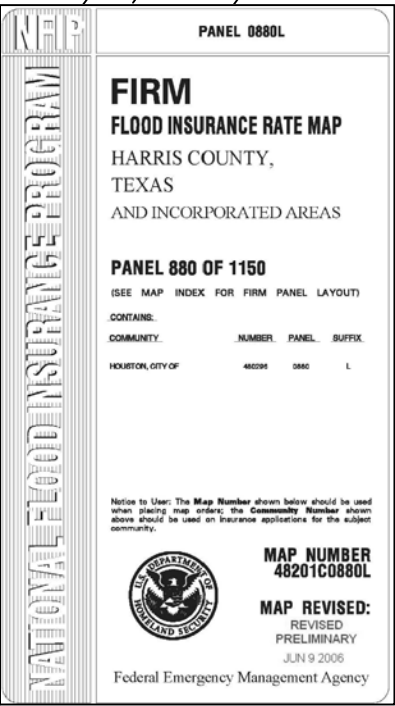 NFIP
PANEL 0880L
NATIONAL FLOOD INSURANCE PROGRAM
FIRM
FLOOD INSURANCE RATE MAP
HARRIS COUNTY,
TEXAS
AND INCORPORATED AREAS
PANEL 880 OF 1150
(SEE MAP INDEX FOR FIRM PANEL LAYOUT)
CONTAINS:
COMMUNITY NUMBER PANEL SUFFIX
HOUSTON, CITY OF 480296 0880 L
Notice to User: The Map Number shown below should be used
when placing map orders; the Community Number shown
above should be used on insurance applications for the subject
community.
U.S. DEPARTMENT OF HOMELAND SECURITY
MAP NUMBER
48201C0880L
MAP REVISED:
REVISED
PRELIMINARY
JUN 9 2006
Federal Emergency Management Agency